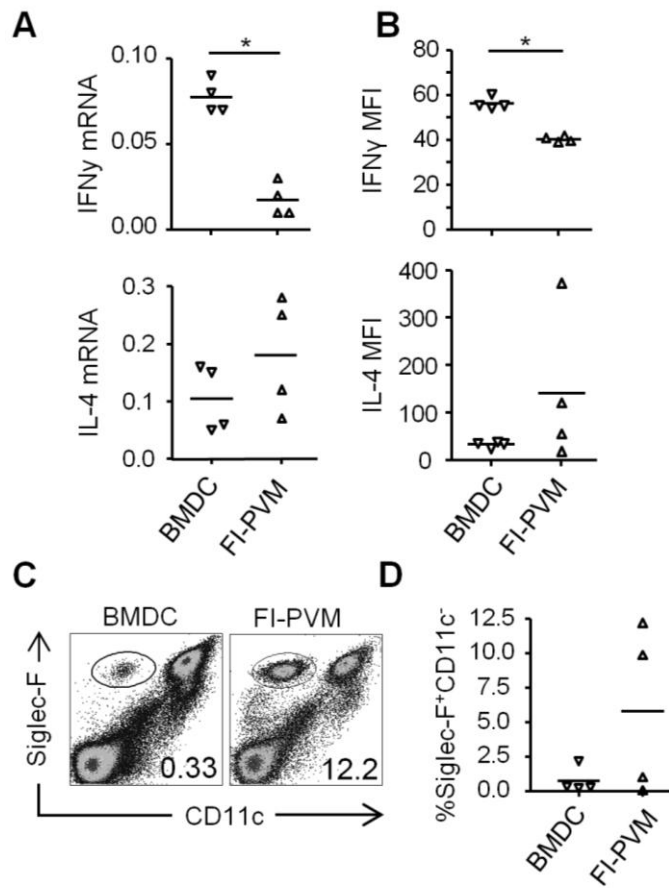 A
B
*
*
IFNy mRNA
0.10
0.05
0.00
IFNγ MFI
80
60
40
20
0
IL-4 mRNA
0.3
0.2
0.1
0.0
IL-4 MFI
400
300
200
100
0
BMDC
FI-PVM
BMDC
FI-PVM
C
BMDC
FI-PVM
Siglec-F
0.33
12.2
CD11c
D
%Siglec-F⁺CD11c⁻
12.5
10.0
7.5
5.0
2.5
0.0
BMDC
FI-PVM